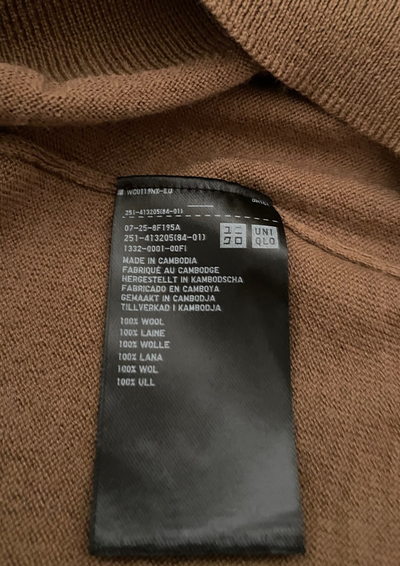 251-413205(84-01)
07-25-8F195A
251-413205(84-01)
1332-0001-00F1
ユニ
クロ
UNI
QLO
MADE IN CAMBODIA
FABRIQUÉ AU CAMBODGE
HERGESTELLT IN KAMBODSCHA
FABRICADO EN CAMBOYA
GEMAAKT IN CAMBODJA
TILLVERKAD I KAMBODJA
100% WOOL
100% LAINE
100% WOLLE
100% LANA
100% WOL
100% ULL